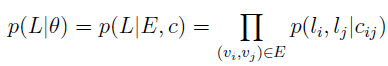 p(L|θ) = p(L|E, c) = ∏_{(v_i,v_j)∈E} p(l_i, l_j|c_{ij})